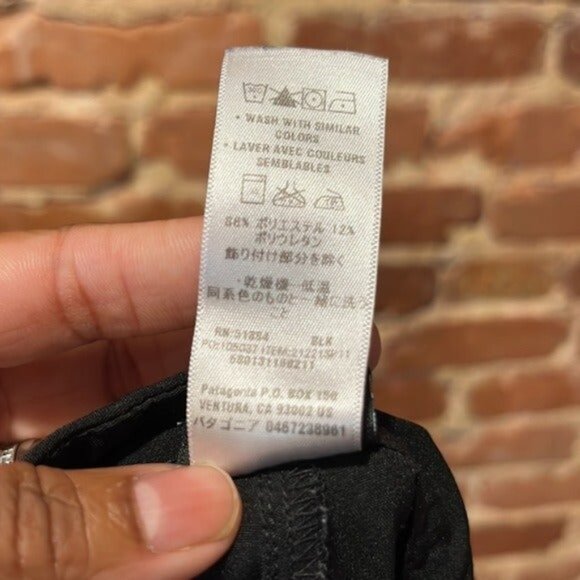 • WASH WITH SIMILAR
COLORS
• LAVER AVEC COULEURS
SEMBLABLES
88% ポリエステル 12%
ポリウレタン
飾り付け部分を除く
・乾燥機-低温
同系色のものと一緒に洗う
こと
RN-51884 BLK
Patagonia P.O. BOX 150
VENTURA, CA 93002 US
パタゴニア 0467238961